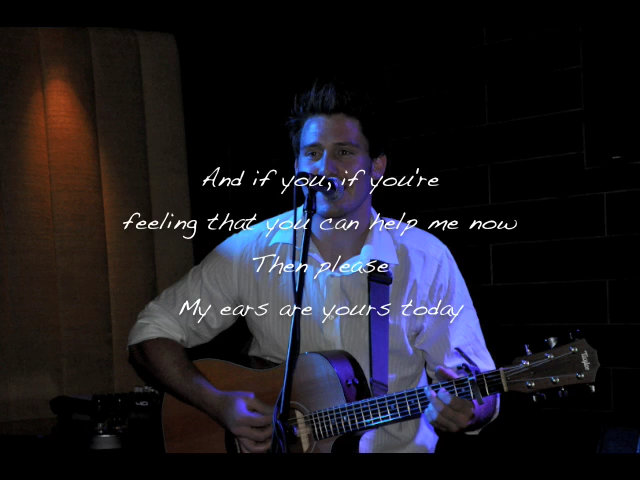 And if you, if you're
feeling that you can help me now
Then please
My ears are yours today
Taylor